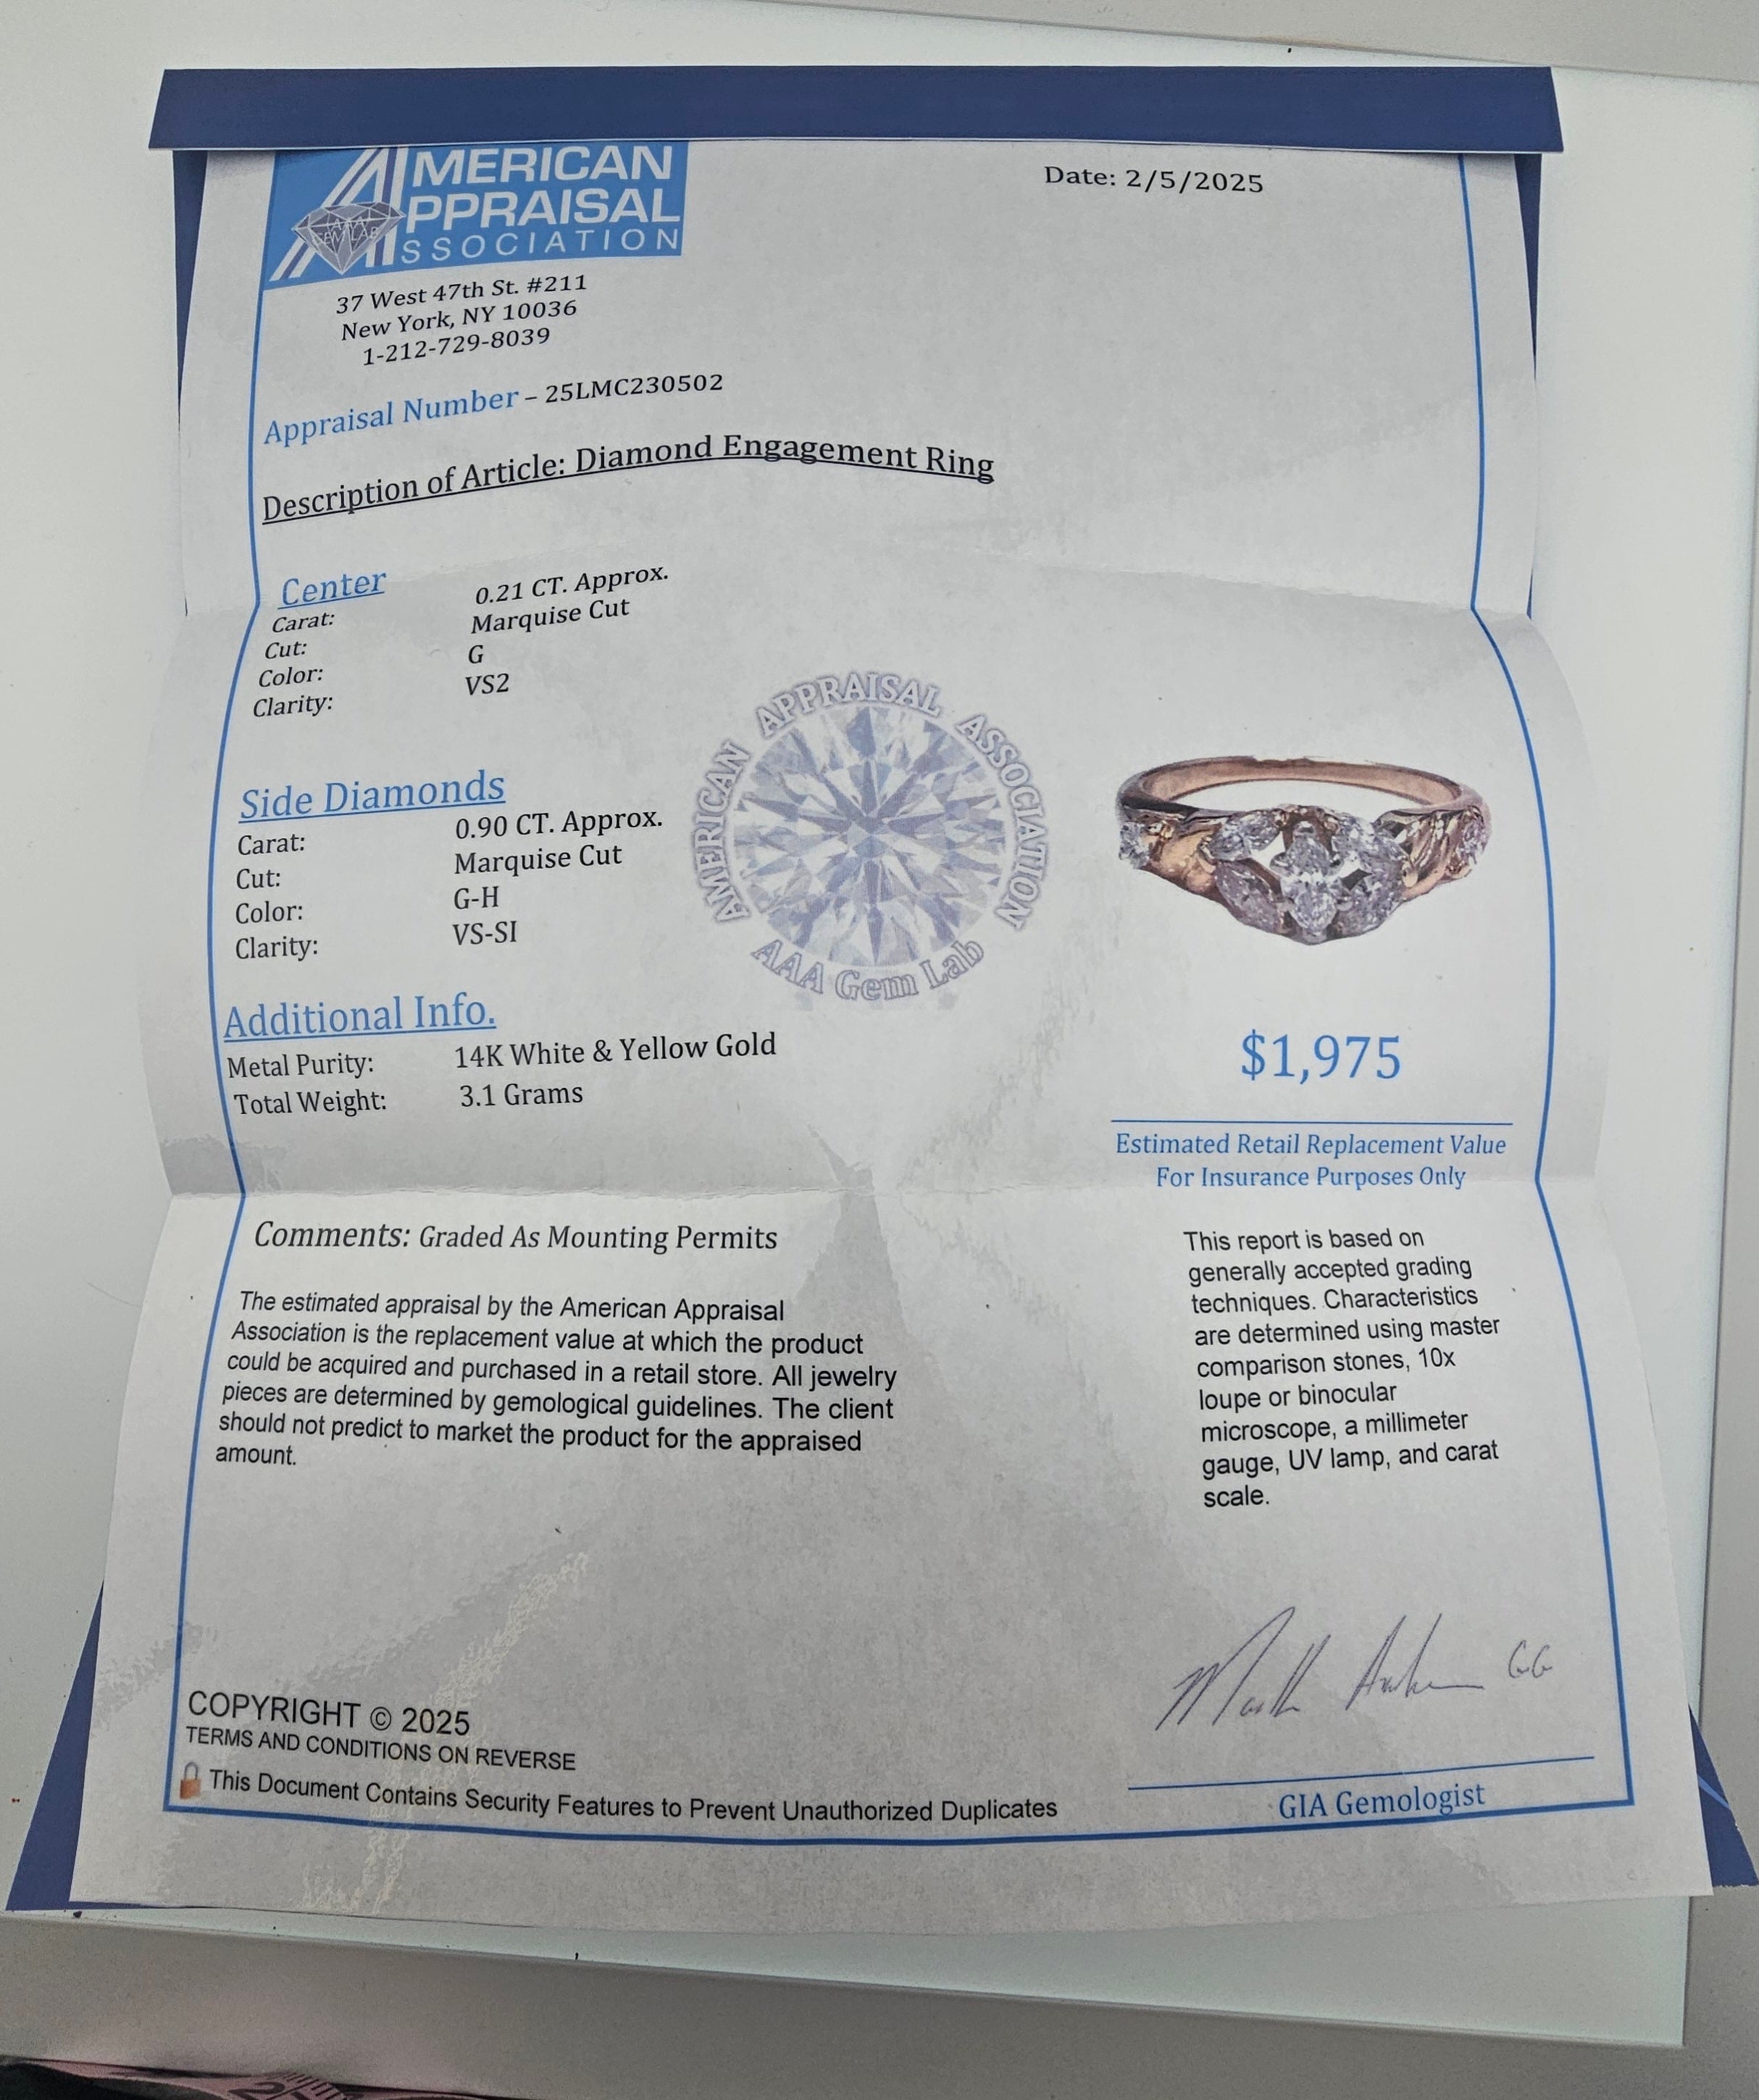 AMERICAN
APPRAISAL
ASSOCIATION
AAA
GEM LAB
Date: 2/5/2025
37 West 47th St. #211
New York, NY 10036
1-212-729-8039
Appraisal Number – 25LMC230502
Description of Article: Diamond Engagement Ring
Center
Carat: 0.21 CT. Approx.
Cut: Marquise Cut
Color: G
Clarity: VS2
Side Diamonds
Carat: 0.90 CT. Approx.
Cut: Marquise Cut
Color: G-H
Clarity: VS-SI
AMERICAN APPRAISAL ASSOCIATION
AAA Gem Lab
Additional Info.
Metal Purity: 14K White & Yellow Gold
Total Weight: 3.1 Grams
$1,975
Estimated Retail Replacement Value
For Insurance Purposes Only
Comments: Graded As Mounting Permits
The estimated appraisal by the American Appraisal
Association is the replacement value at which the product
could be acquired and purchased in a retail store. All jewelry
pieces are determined by gemological guidelines. The client
should not predict to market the product for the appraised
amount.
This report is based on
generally accepted grading
techniques. Characteristics
are determined using master
comparison stones, 10x
loupe or binocular
microscope, a millimeter
gauge, UV lamp, and carat
scale.
GG
GIA Gemologist
COPYRIGHT © 2025
TERMS AND CONDITIONS ON REVERSE
This Document Contains Security Features to Prevent Unauthorized Duplicates